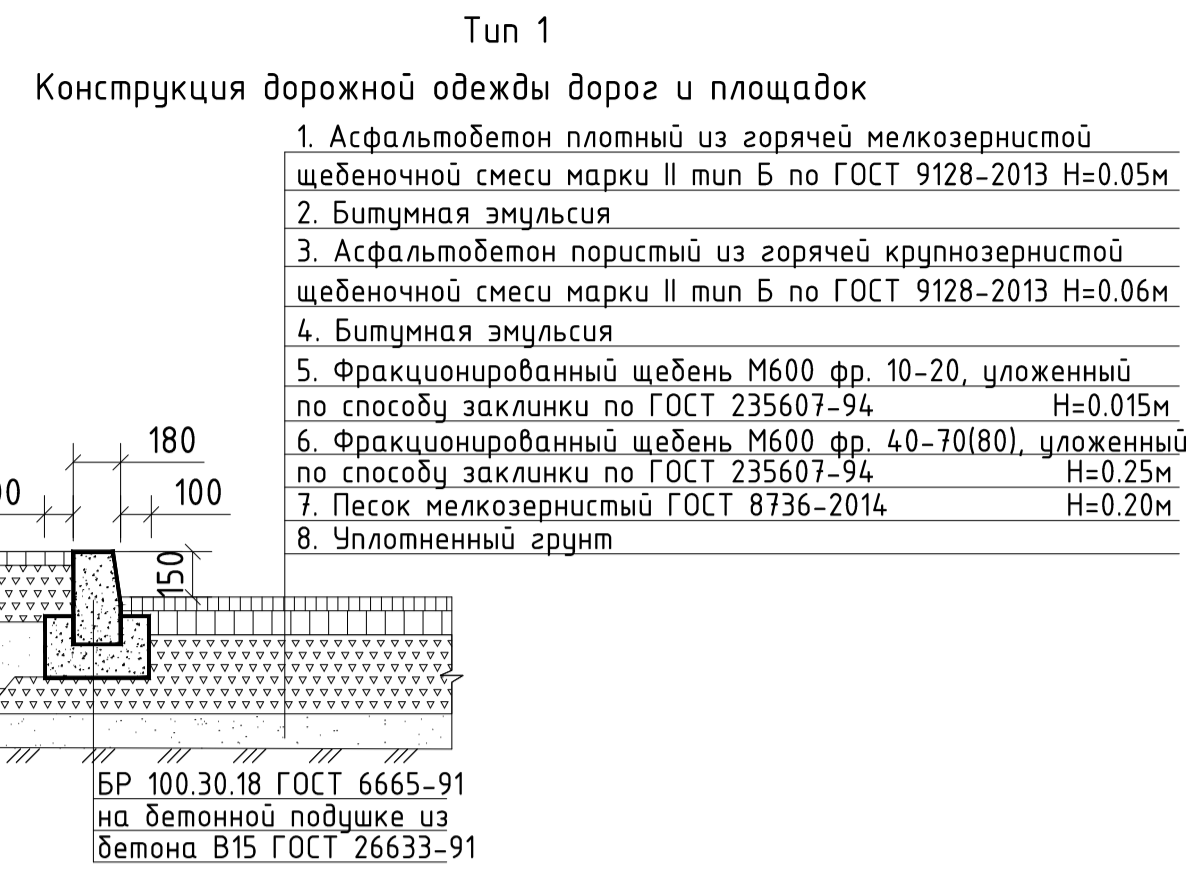 Тип 1
Конструкция дорожной одежды дорог и площадок
1. Асфальтобетон плотный из горячей мелкозернистой
щебеночной смеси марки II тип Б по ГОСТ 9128-2013 Н=0.05м
2. Битумная эмульсия
3. Асфальтобетон пористый из горячей крупнозернистой
щебеночной смеси марки II тип Б по ГОСТ 9128-2013 Н=0.06м
4. Битумная эмульсия
5. Фракционированный щебень М600 фр. 10-20, уложенный
по способу заклинки по ГОСТ 235607-94 Н=0.015м
6. Фракционированный щебень М600 фр. 40-70(80), уложенный
по способу заклинки по ГОСТ 235607-94 Н=0.25м
7. Песок мелкозернистый ГОСТ 8736-2014 Н=0.20м
8. Уплотненный грунт
180
100
150
БР 100.30.18 ГОСТ 6665-91
на бетонной подушке из
бетона В15 ГОСТ 26633-91